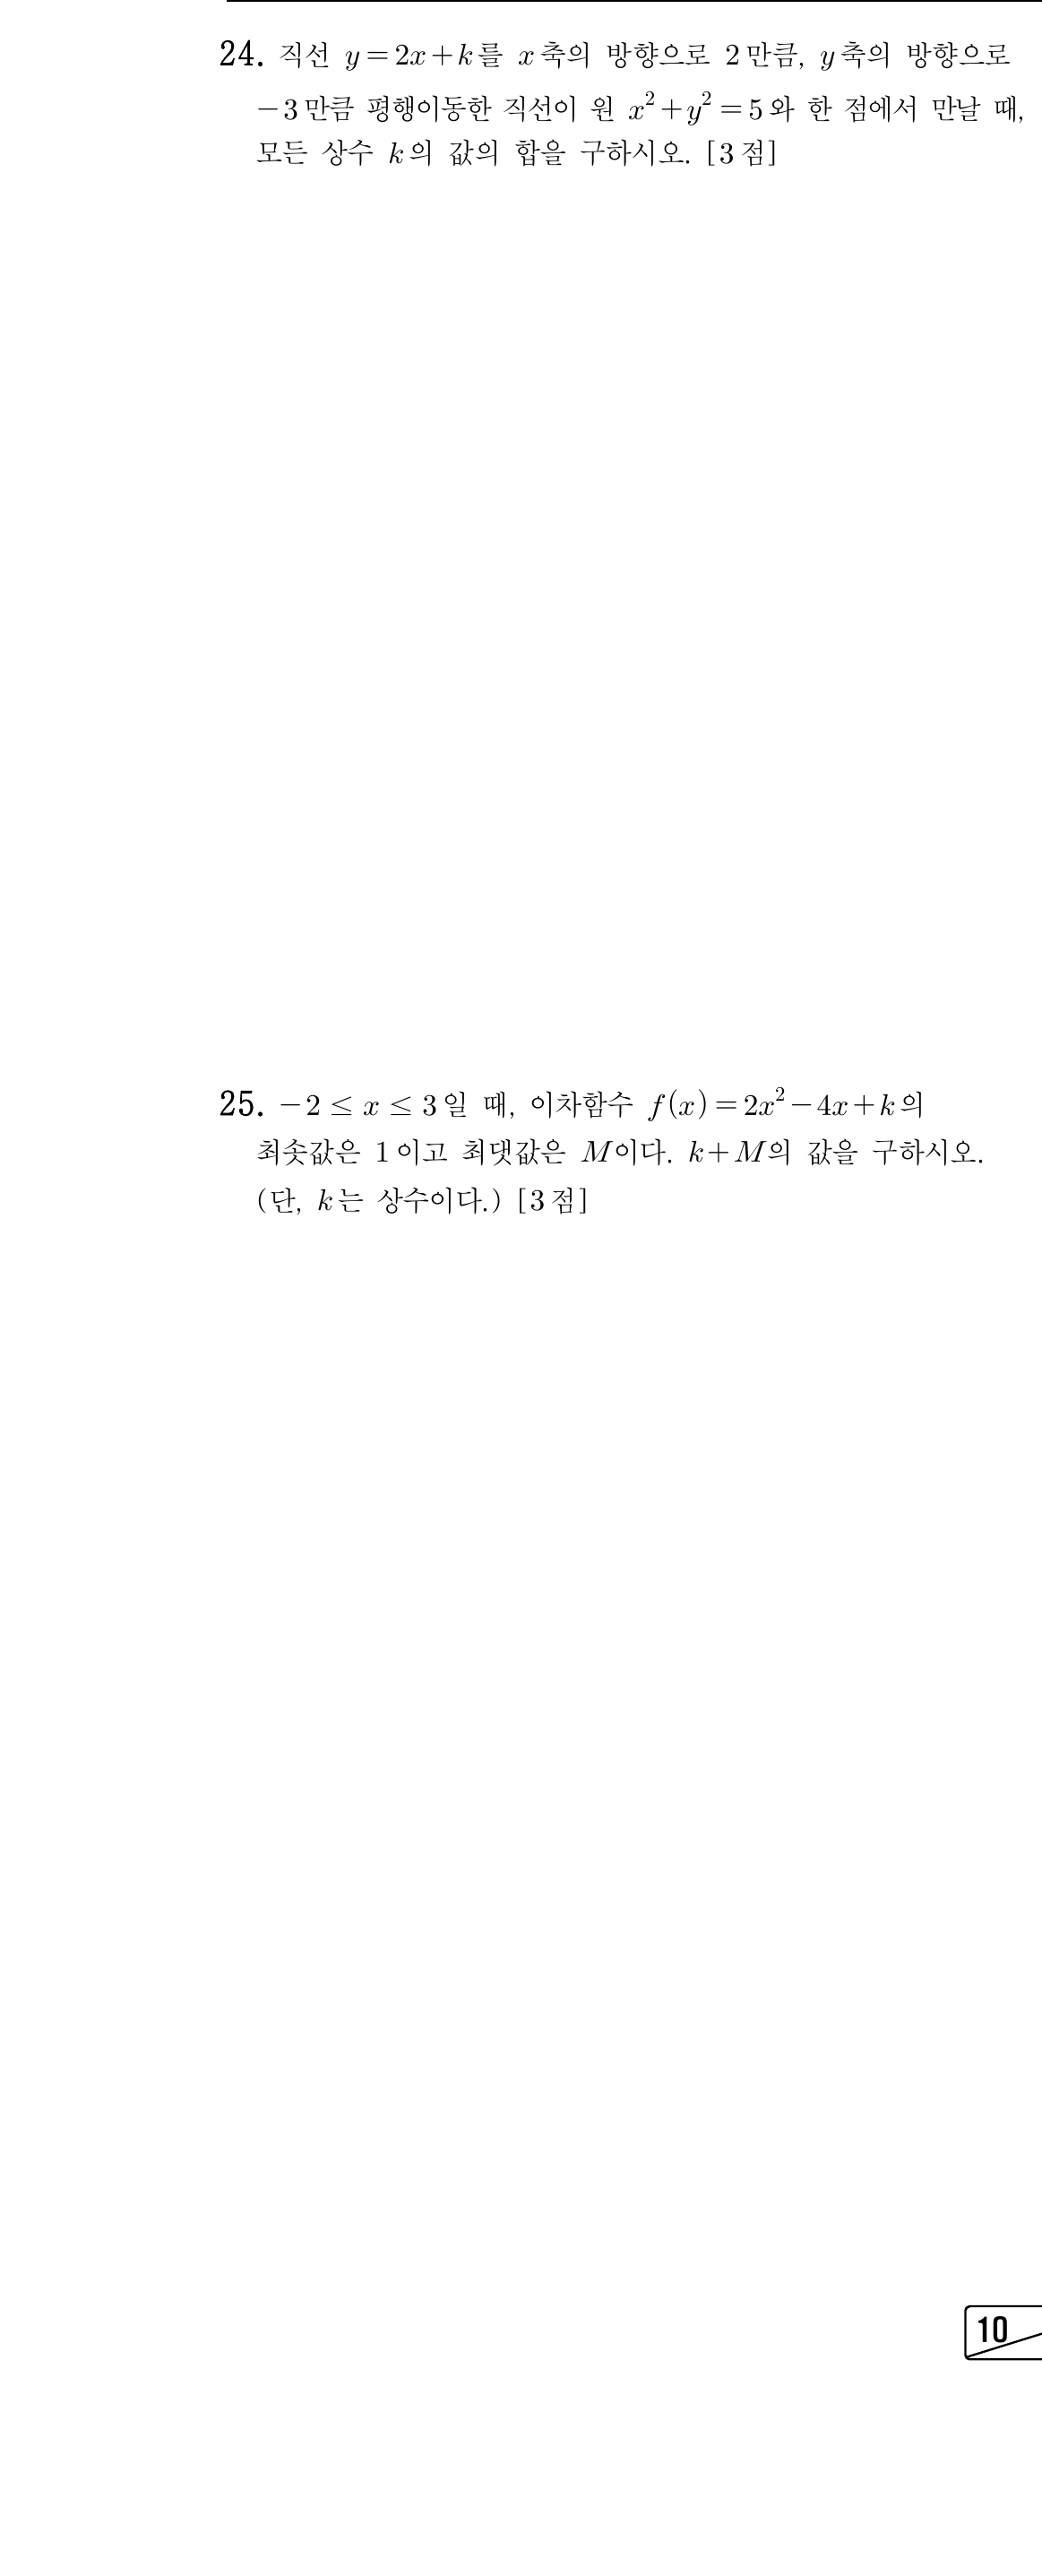 24. 직선 y=2x+k를 x축의 방향으로 2만큼, y축의 방향으로
-3만큼 평행이동한 직선이 원 x²+y²=5와 한 점에서 만날 때,
모든 상수 k의 값의 합을 구하시오. [3점]
25. -2 ≤ x ≤ 3일 때, 이차함수 f(x)=2x²-4x+k의
최솟값은 1이고 최댓값은 M이다. k+M의 값을 구하시오.
(단, k는 상수이다.) [3점]
10